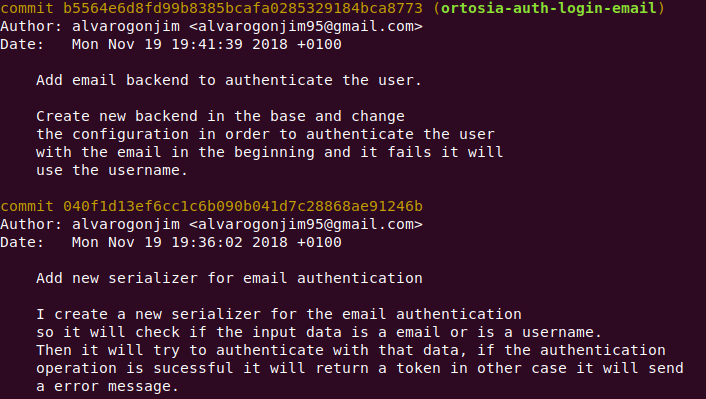 commit b5564e6d8fd99b8385bcafa0285329184bca8773 (ortosia-auth-login-email)
Author: alvarogonjim <alvarogonjim95@gmail.com>
Date:   Mon Nov 19 19:41:39 2018 +0100
Add email backend to authenticate the user.
Create new backend in the base and change
the configuration in order to authenticate the user
with the email in the beginning and it fails it will
use the username.
commit 040f1d13ef6cc1c6b090b041d7c28868ae91246b
Author: alvarogonjim <alvarogonjim95@gmail.com>
Date:   Mon Nov 19 19:36:02 2018 +0100
Add new serializer for email authentication
I create a new serializer for the email authentication
so it will check if the input data is a email or is a username.
Then it will try to authenticate with that data, if the authentication
operation is sucessful it will return a token in other case it will send
a error message.